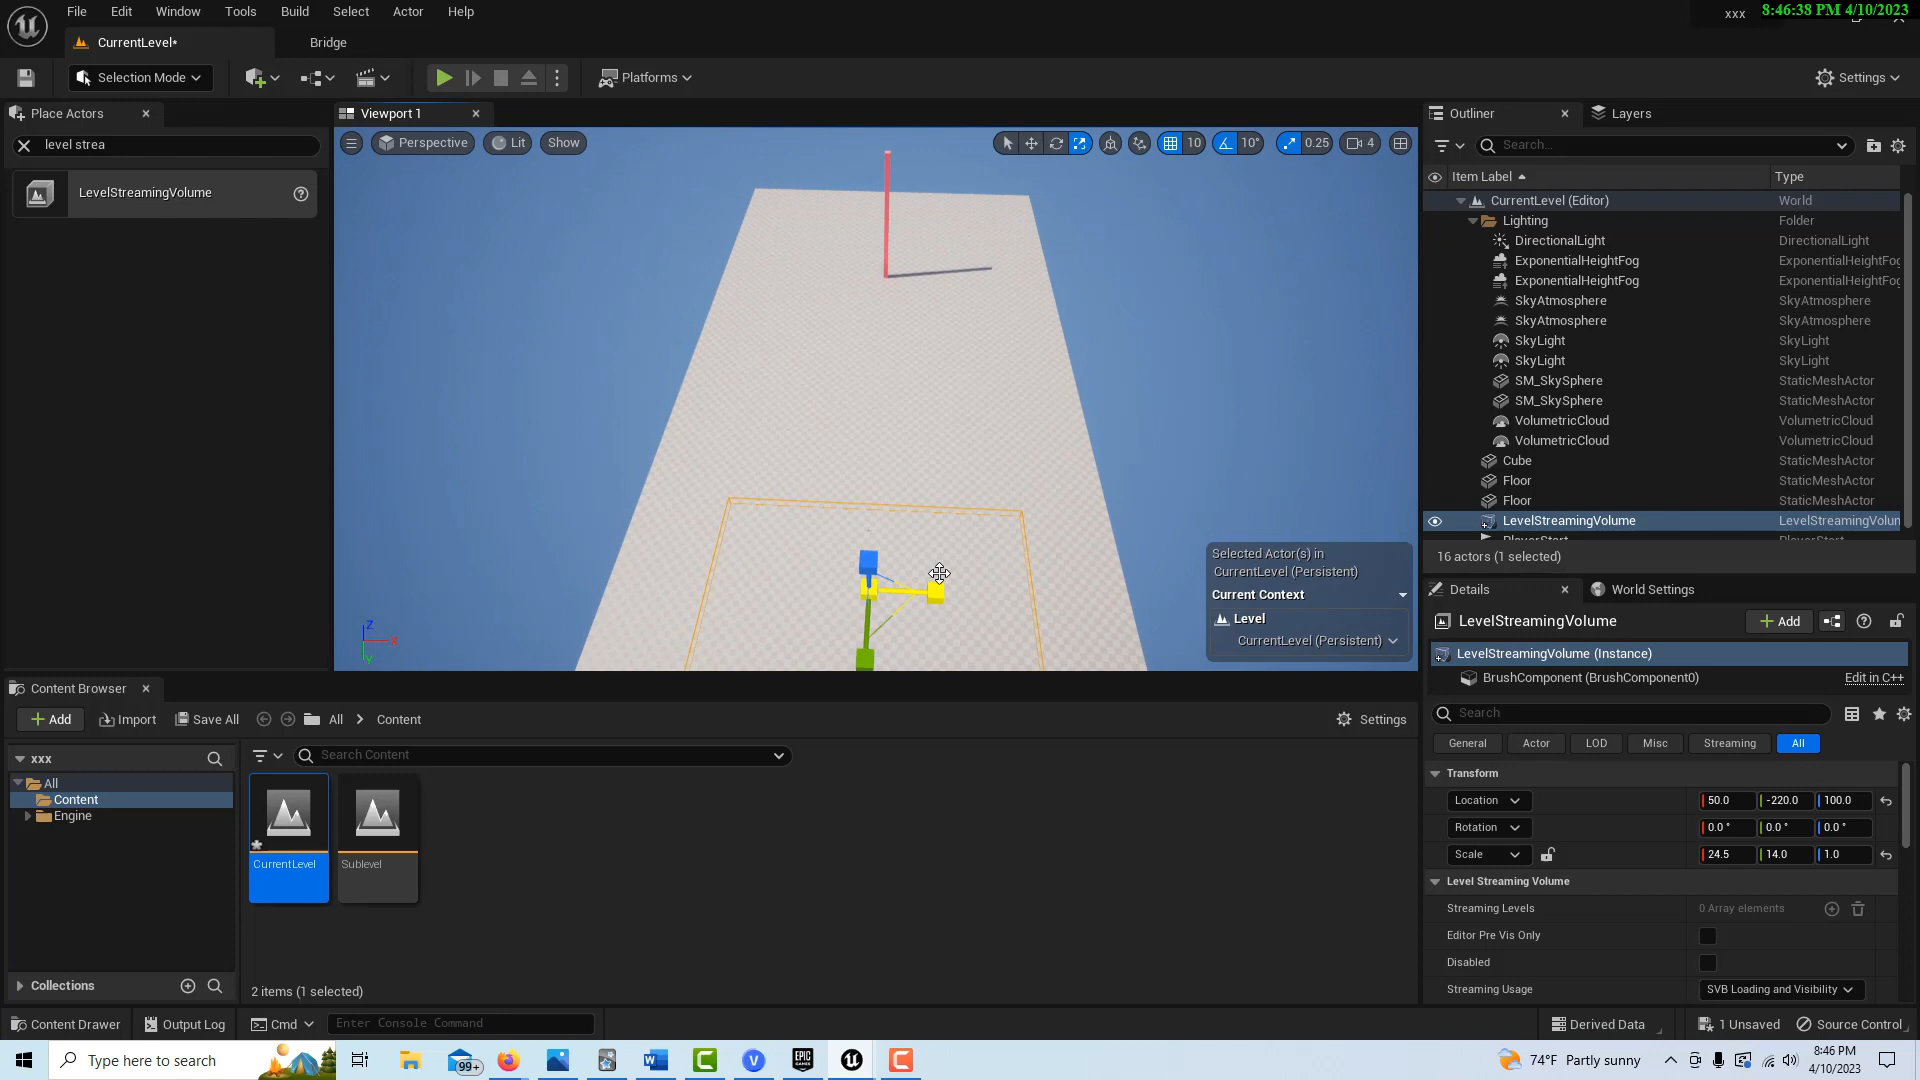 File Edit Window Tools Build Select Actor Help
xxx
8:46:38 PM 4/10/2023
CurrentLevel*
Bridge
Selection Mode
Platforms
Settings
Place Actors
level strea
LevelStreamingVolume
Viewport 1
Perspective
Lit
Show
10
10°
0.25
4
Z
X
Y
Selected Actor(s) in
CurrentLevel (Persistent)
Current Context
Level
CurrentLevel (Persistent)
Outliner
Layers
Search...
Item Label
Type
CurrentLevel (Editor) World
Lighting Folder
DirectionalLight DirectionalLight
ExponentialHeightFog ExponentialHeightFog
ExponentialHeightFog ExponentialHeightFog
SkyAtmosphere SkyAtmosphere
SkyAtmosphere SkyAtmosphere
SkyLight SkyLight
SkyLight SkyLight
SM_SkySphere StaticMeshActor
SM_SkySphere StaticMeshActor
VolumetricCloud VolumetricCloud
VolumetricCloud VolumetricCloud
Cube StaticMeshActor
Floor StaticMeshActor
Floor StaticMeshActor
LevelStreamingVolume LevelStreamingVolun
16 actors (1 selected)
Details
World Settings
LevelStreamingVolume
Add
LevelStreamingVolume (Instance)
BrushComponent (BrushComponent0)
Edit in C++
Search
General Actor LOD Misc Streaming All
Transform
Location 50.0 -220.0 100.0
Rotation 0.0 ° 0.0 ° 0.0 °
Scale 24.5 14.0 1.0
Level Streaming Volume
Streaming Levels 0 Array elements
Editor Pre Vis Only
Disabled
Streaming Usage SVB Loading and Visibility
Content Browser
Add Import Save All All Content
Settings
xxx
All
Content
Engine
Collections
Search Content
CurrentLevel
Sublevel
2 items (1 selected)
Content Drawer Output Log Cmd Enter Console Command
Derived Data 1 Unsaved Source Control
Type here to search
99+
EPIC
GAMES
74°F Partly sunny
8:46 PM
4/10/2023